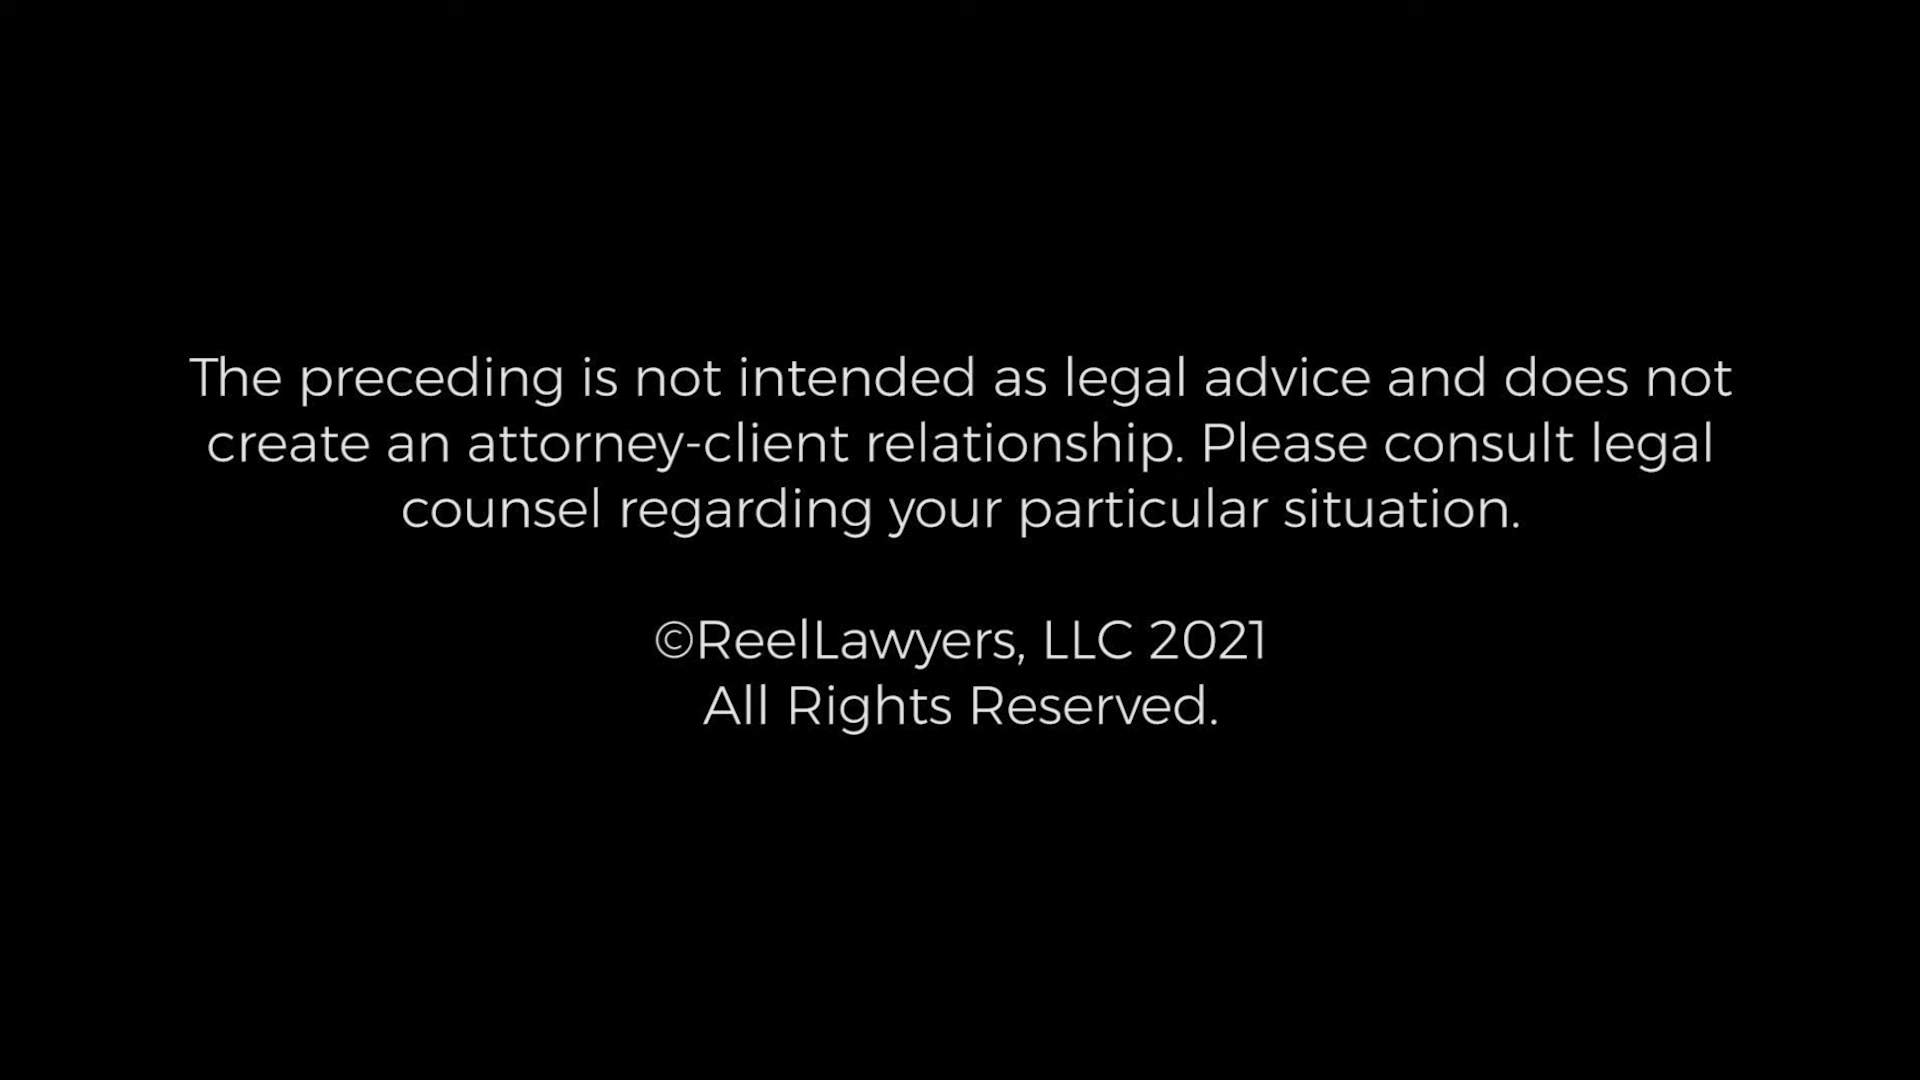 The preceding is not intended as legal advice and does not
create an attorney-client relationship. Please consult legal
counsel regarding your particular situation.
©ReelLawyers, LLC 2021
All Rights Reserved.